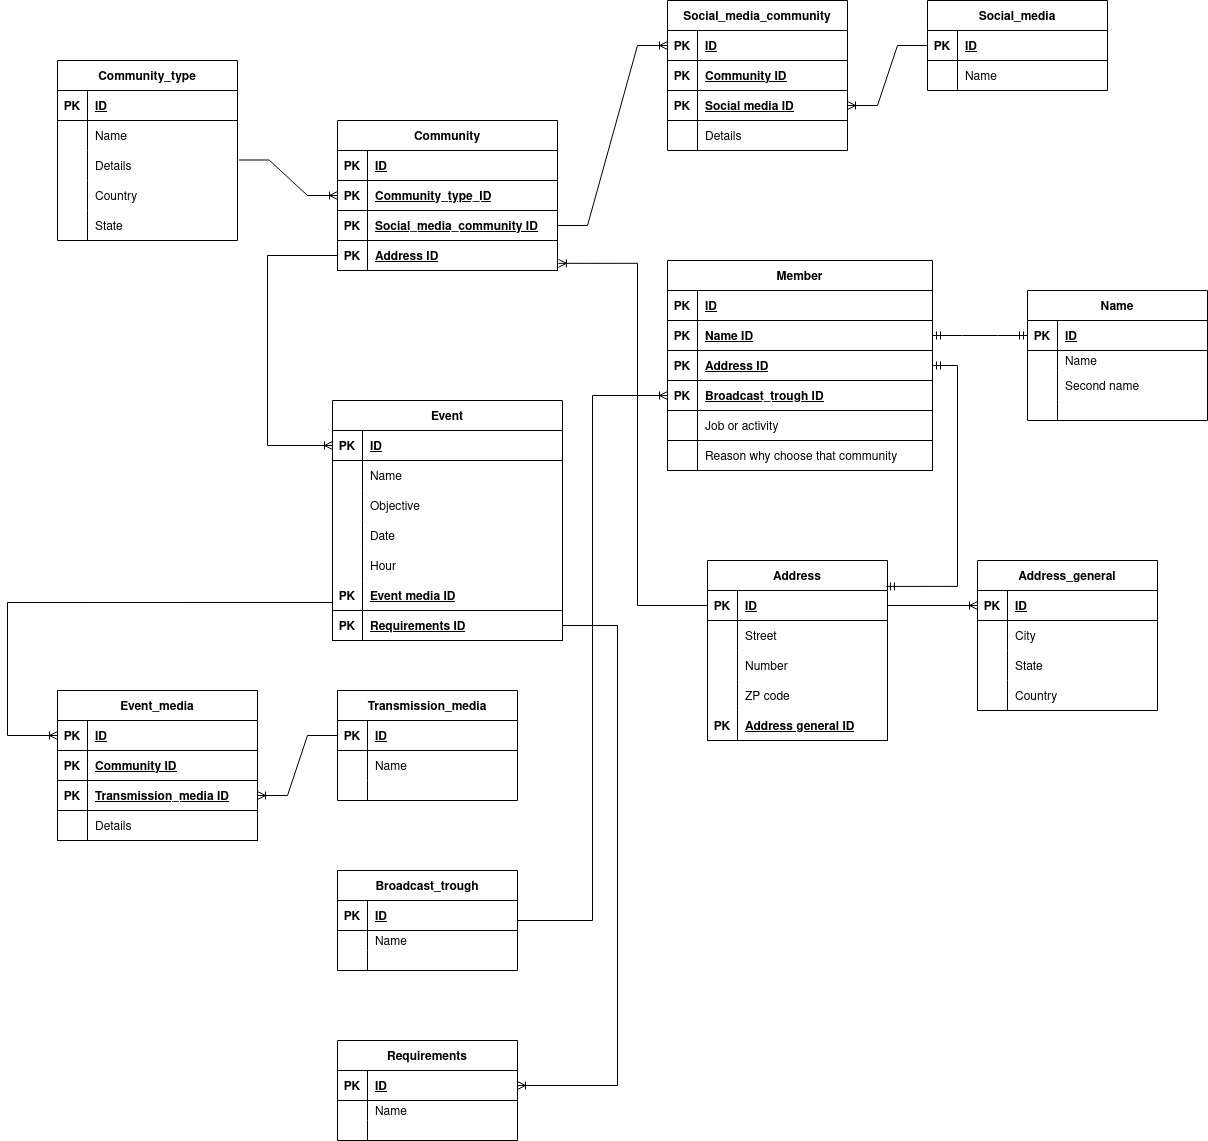 Social_media_community
PK ID
PK Community ID
PK Social media ID
Details
Social_media
PK ID
Name
Community_type
PK ID
Name
Details
Country
State
Community
PK ID
PK Community_type_ID
PK Social_media_community ID
PK Address ID
Member
PK ID
PK Name ID
PK Address ID
PK Broadcast_trough ID
Job or activity
Reason why choose that community
Name
PK ID
Name
Second name
Event
PK ID
Name
Objective
Date
Hour
PK Event media ID
PK Requirements ID
Address
PK ID
Street
Number
ZP code
PK Address general ID
Address_general
PK ID
City
State
Country
Event_media
PK ID
PK Community ID
PK Transmission_media ID
Details
Transmission_media
PK ID
Name
Broadcast_trough
PK ID
Name
Requirements
PK ID
Name